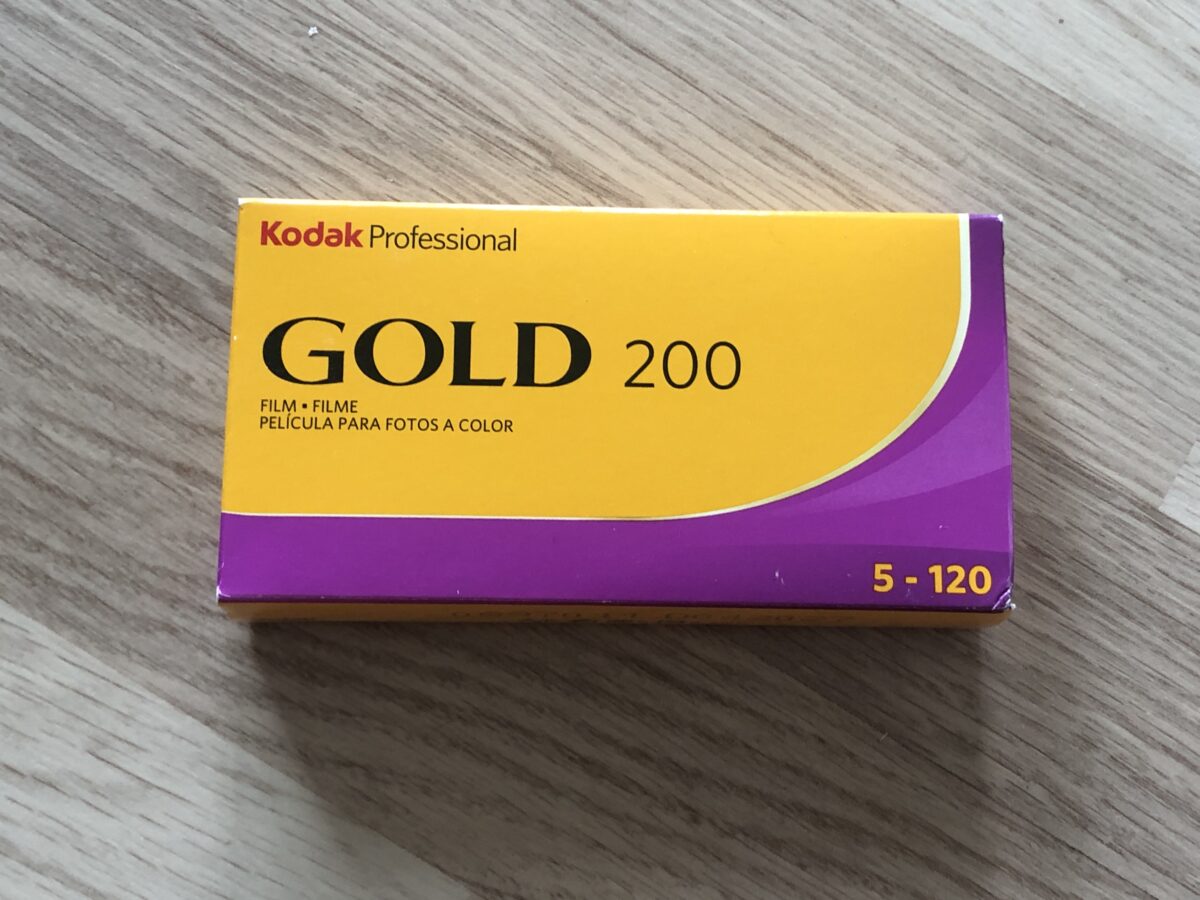 Kodak Professional
GOLD 200
FILM • FILME
PELÍCULA PARA FOTOS A COLOR
5 - 120